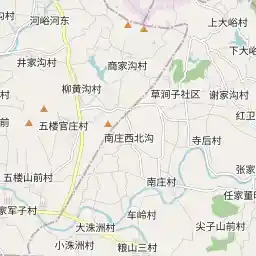 河峪河东
上大峪村
井家沟村
商家沟村
下大峪
柳黄沟村
草涧子社区
谢家沟村
红卫
前
五楼官庄村
南庄西北沟
寺后村
张家
五楼山前村
南庄村
任家董
家军子村
车岭村
大洙洲村
尖子山前村
小洙洲村
粮山三村